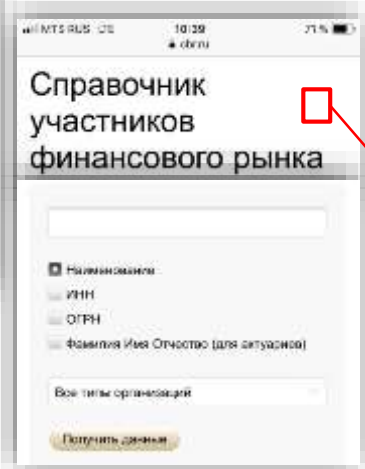 MTS RUS LTE 10:39 71%
cbr.ru
Справочник
участников
финансового рынка
Наименование
ИНН
ОГРН
Фамилия Имя Отчество (для актуариев)
Все типы организаций
Получить данные